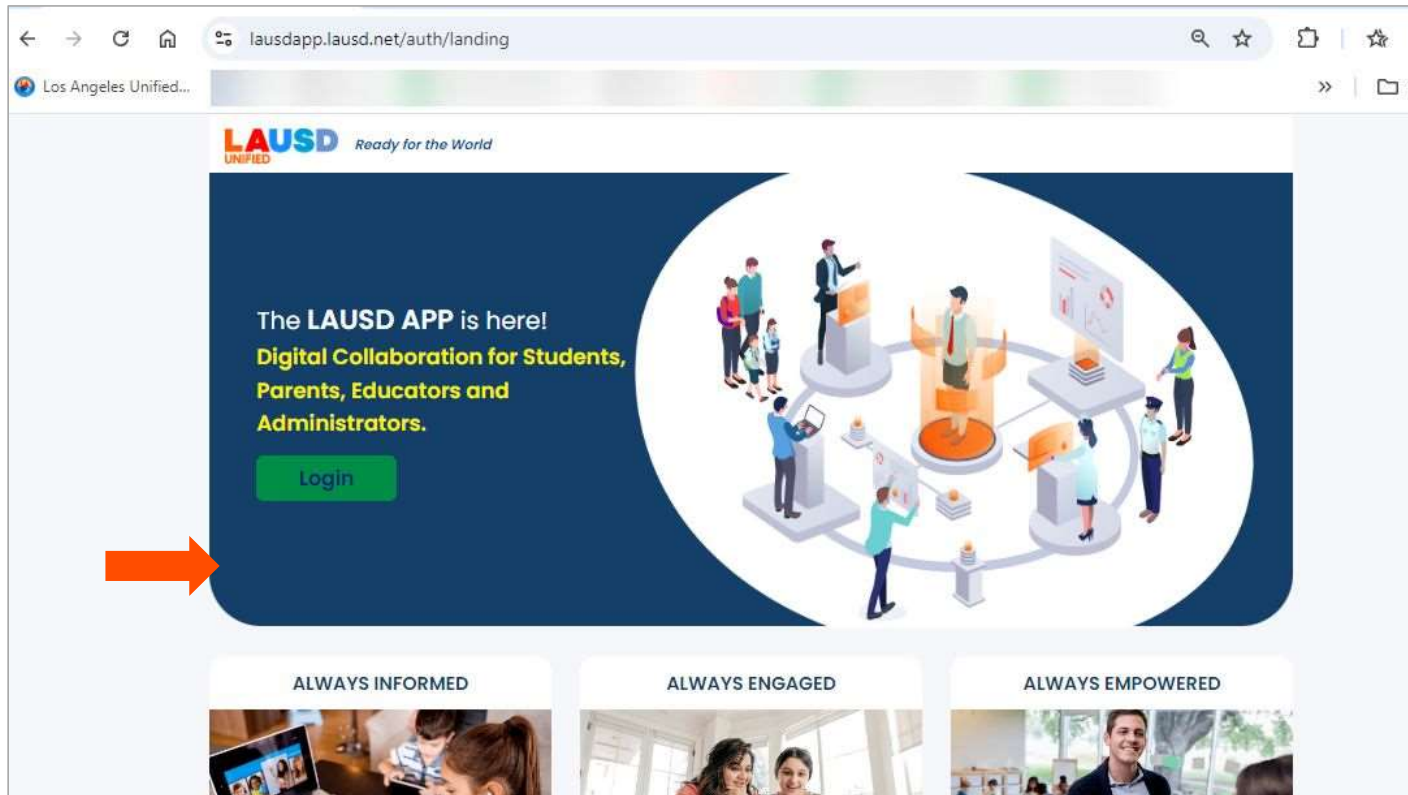 lausdapp.lausd.net/auth/landing
Los Angeles Unified...
LAUSD
UNIFIED
Ready for the World
The LAUSD APP is here!
Digital Collaboration for Students,
Parents, Educators and
Administrators.
Login
ALWAYS INFORMED
ALWAYS ENGAGED
ALWAYS EMPOWERED